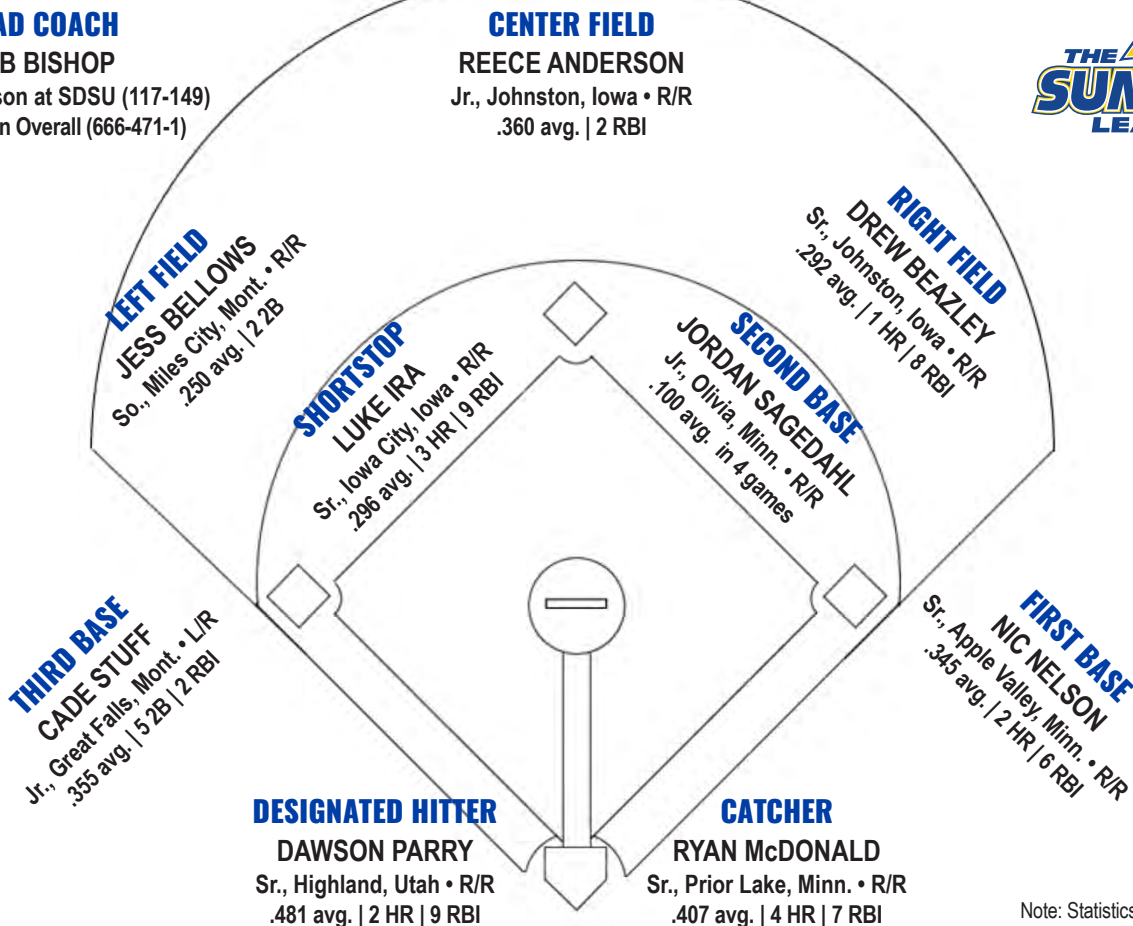 AD COACH
B BISHOP
son at SDSU (117-149)
n Overall (666-471-1)
CENTER FIELD
REECE ANDERSON
Jr., Johnston, Iowa • R/R
.360 avg. | 2 RBI
THE
SUM
LEA
LEFT FIELD
JESS BELLOWS
So., Miles City, Mont. • R/R
.250 avg. | 2 2B
RIGHT FIELD
DREW BEAZLEY
Sr., Johnston, Iowa • R/R
.292 avg. | 1 HR | 8 RBI
SHORTSTOP
LUKE IRA
Sr., Iowa City, Iowa • R/R
.296 avg. | 3 HR | 9 RBI
SECOND BASE
JORDAN SAGEDAHL
Jr., Olivia, Minn. • R/R
.100 avg. in 4 games
THIRD BASE
CADE STUFF
Jr., Great Falls, Mont. • L/R
.355 avg. | 5 2B | 2 RBI
FIRST BASE
NIC NELSON
Sr., Apple Valley, Minn. • R/R
.345 avg. | 2 HR | 6 RBI
DESIGNATED HITTER
DAWSON PARRY
Sr., Highland, Utah • R/R
.481 avg. | 2 HR | 9 RBI
CATCHER
RYAN McDONALD
Sr., Prior Lake, Minn. • R/R
.407 avg. | 4 HR | 7 RBI
Note: Statistics